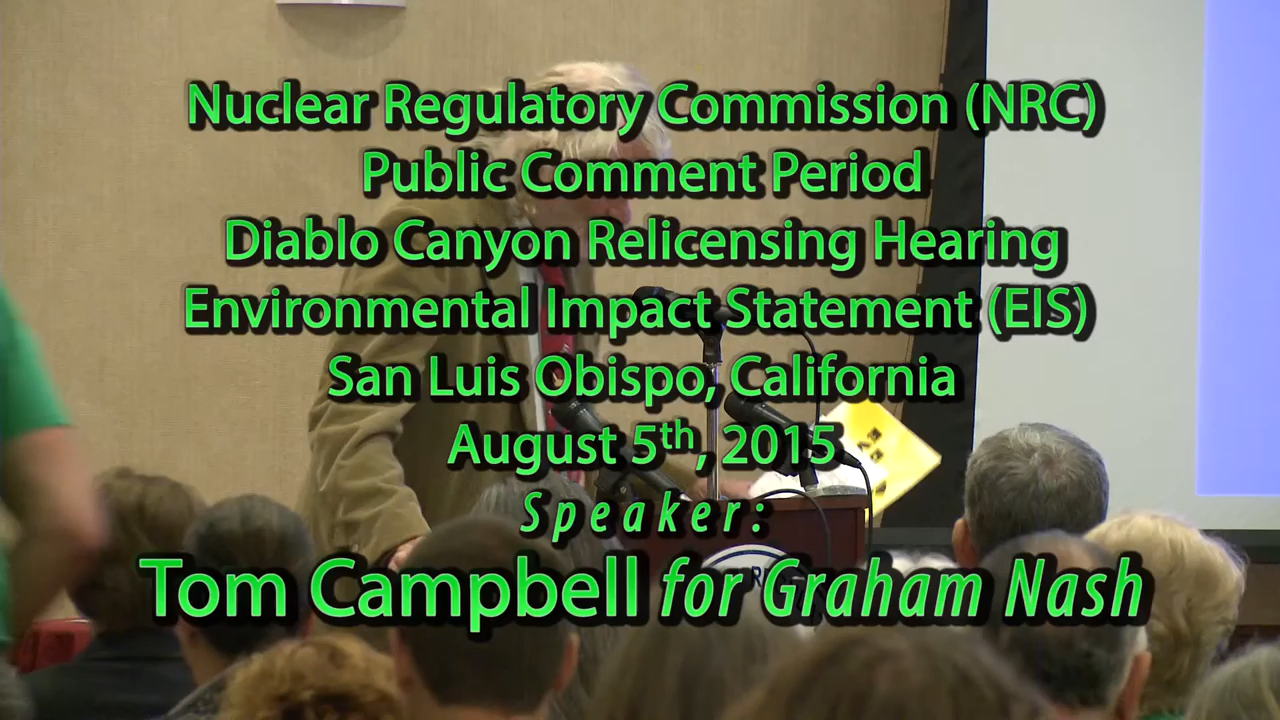 Nuclear Regulatory Commission (NRC)
Public Comment Period
Diablo Canyon Relicensing Hearing
Environmental Impact Statement (EIS)
San Luis Obispo, California
August 5th, 2015
Speaker:
Tom Campbell for Graham Nash